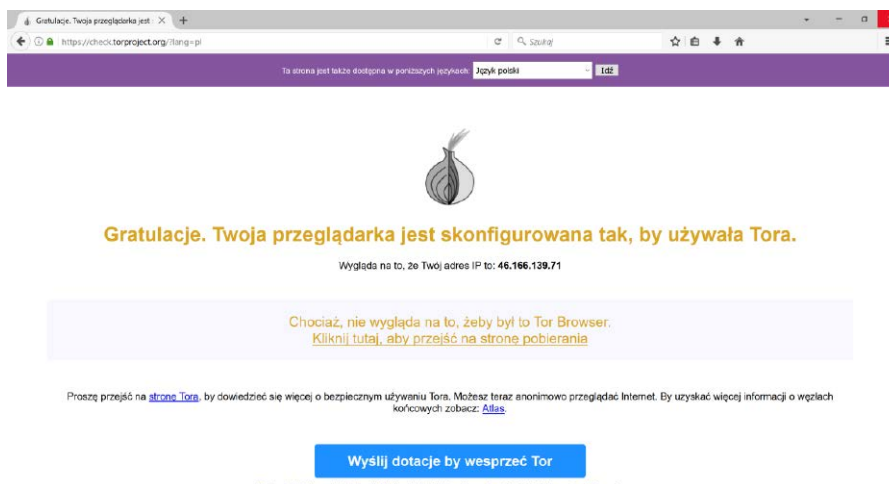 Gratulacje. Twoja przeglądarka jest
https://check.torproject.org/?lang=pl
Szukaj
Ta strona jest także dostępna w poniższych językach: Język polski Idź
Gratulacje. Twoja przeglądarka jest skonfigurowana tak, by używała Tora.
Wygląda na to, że Twój adres IP to: 46.166.139.71
Chociaż, nie wygląda na to, żeby był to Tor Browser.
Kliknij tutaj, aby przejść na stronę pobierania
Proszę przejść na stronę Tora, by dowiedzieć się więcej o bezpiecznym używaniu Tora. Możesz teraz anonimowo przeglądać Internet. By uzyskać więcej informacji o węzłach
końcowych zobacz: Atlas.
Wyślij dotacje by wesprzeć Tor